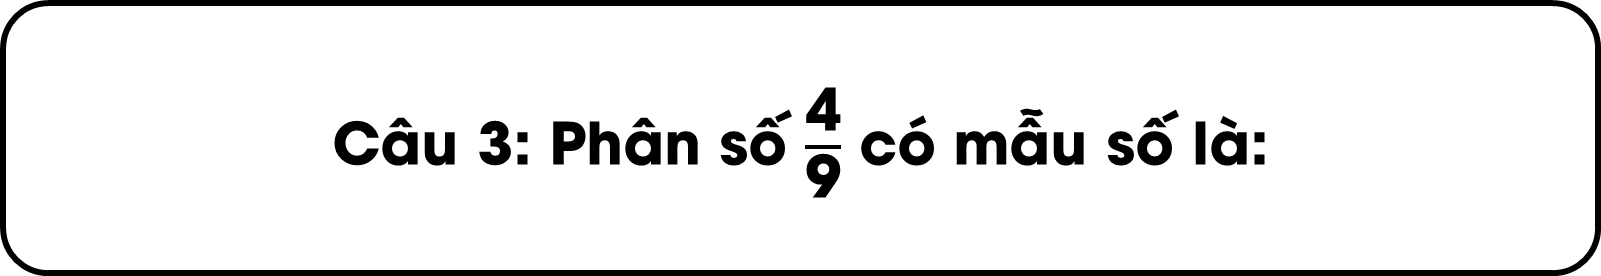 Câu 3: Phân số 4/9 có mẫu số là: